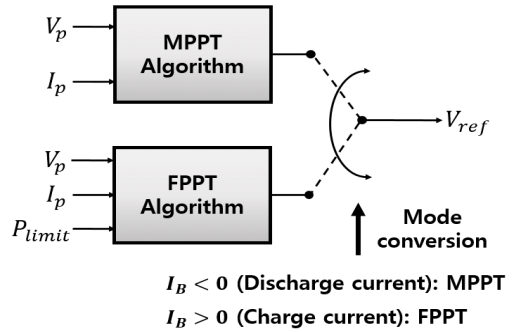 V_p
I_p
MPPT
Algorithm
V_ref
V_p
I_p
P_limit
FPPT
Algorithm
Mode
conversion
I_B < 0 (Discharge current): MPPT
I_B > 0 (Charge current): FPPT